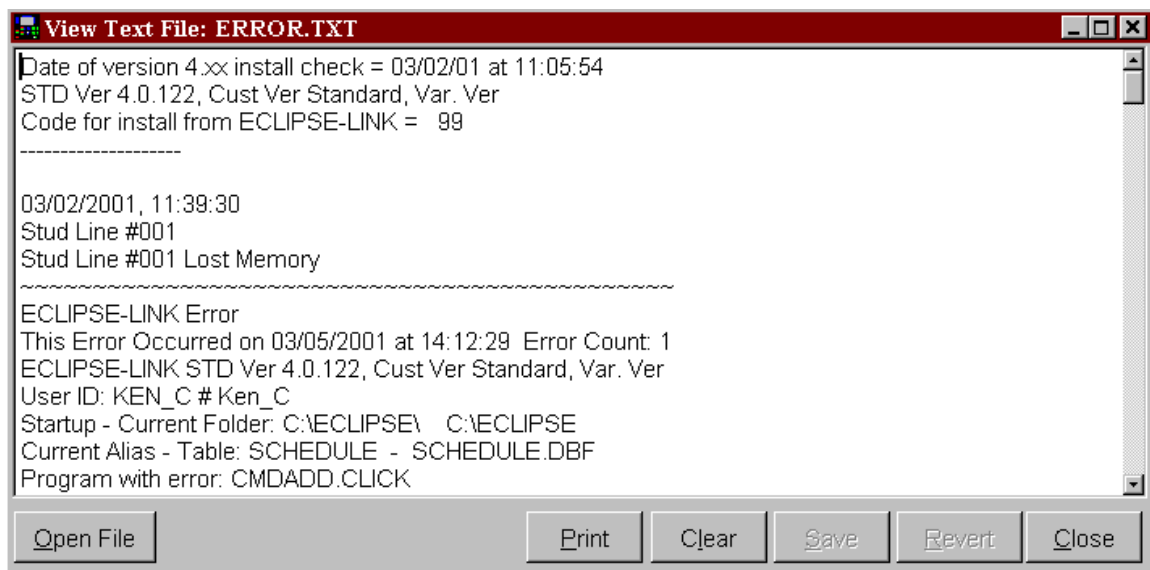 View Text File: ERROR.TXT
Date of version 4.xx install check = 03/02/01 at 11:05:54
STD Ver 4.0.122, Cust Ver Standard, Var. Ver
Code for install from ECLIPSE-LINK =   99
--------------------
03/02/2001, 11:39:30
Stud Line #001
Stud Line #001 Lost Memory
~~~~~~~~~~~~~~~~~~~~~~~~~~~~~~~~~~~~~~~~~~~~~~
ECLIPSE-LINK Error
This Error Occurred on 03/05/2001 at 14:12:29  Error Count: 1
ECLIPSE-LINK STD Ver 4.0.122, Cust Ver Standard, Var. Ver
User ID: KEN_C # Ken_C
Startup - Current Folder: C:\ECLIPSE\    C:\ECLIPSE
Current Alias - Table: SCHEDULE  -  SCHEDULE.DBF
Program with error: CMDADD.CLICK
Open File Print Clear Save Revert Close